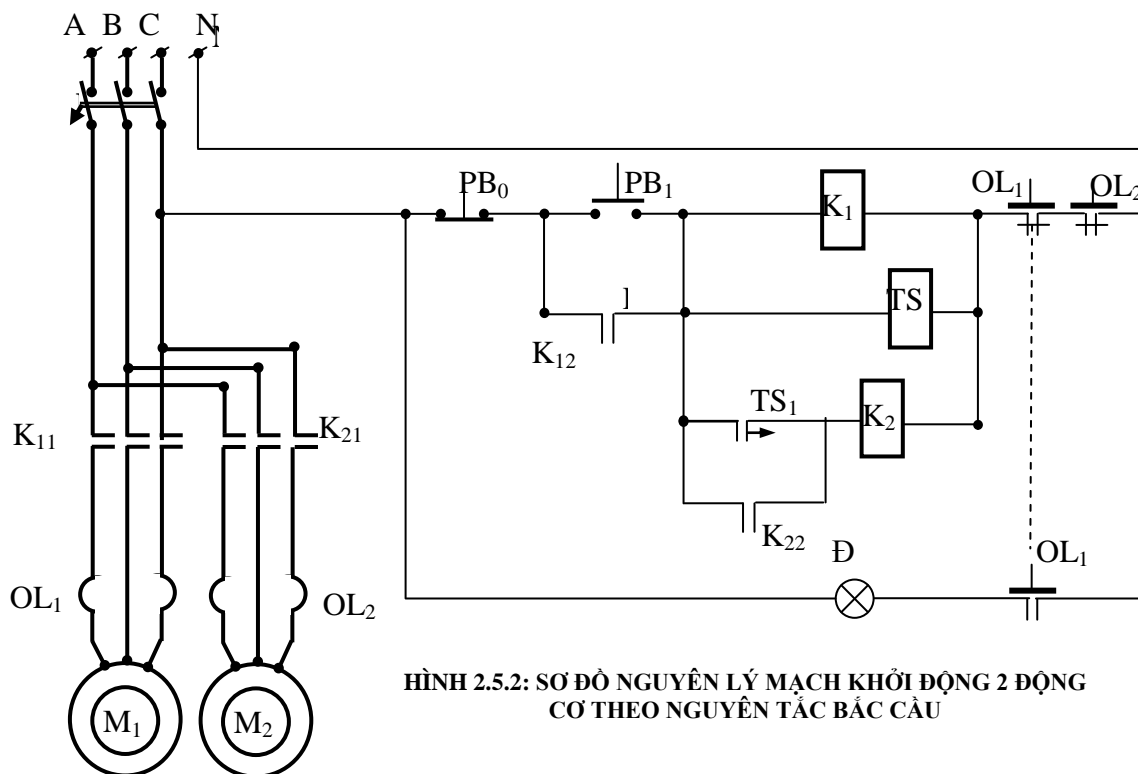 A B C N
PB₀
PB₁
K₁
OL₁
OL₂
TS
K₁₂
TS₁
K₂
K₁₁
K₂₁
K₂₂
Đ
OL₁
OL₁
OL₂
M₁
M₂
HÌNH 2.5.2: SƠ ĐỒ NGUYÊN LÝ MẠCH KHỞI ĐỘNG 2 ĐỘNG
CƠ THEO NGUYÊN TẮC BẮC CẦU